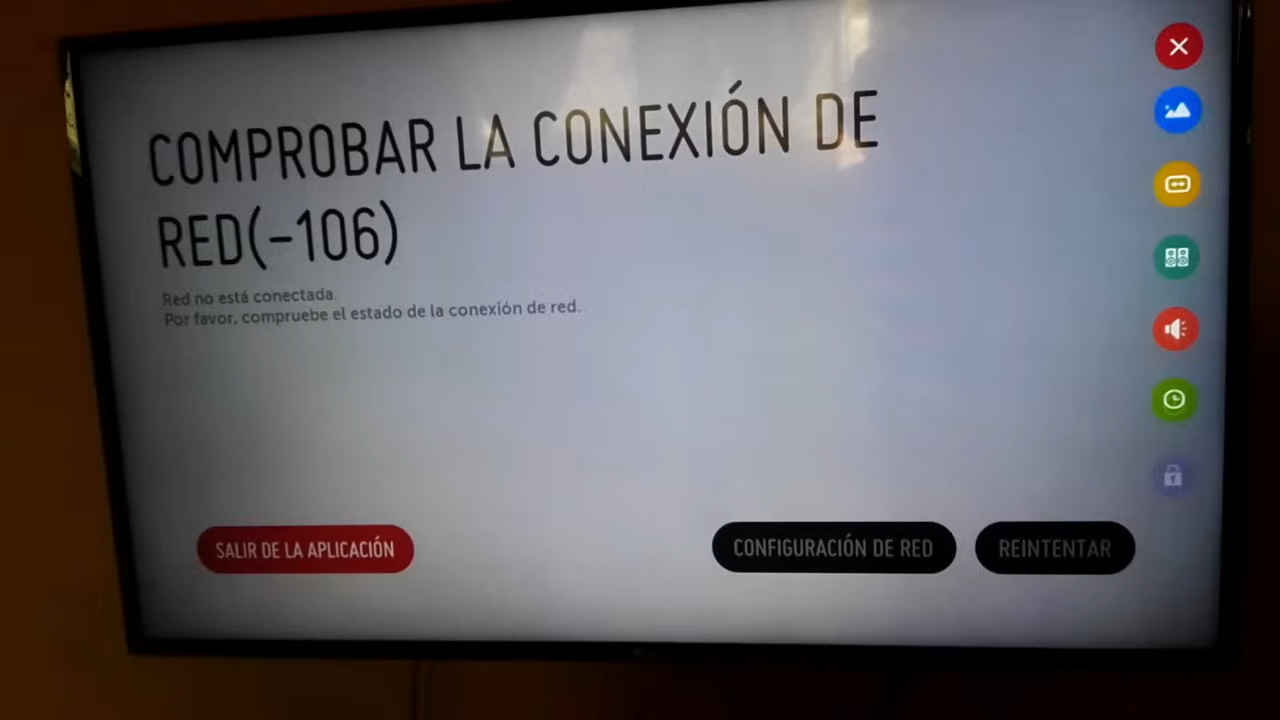 COMPROBAR LA CONEXIÓN DE
RED(-106)
Red no está conectada.
Por favor, compruebe el estado de la conexión de red.
SALIR DE LA APLICACIÓN
CONFIGURACIÓN DE RED
REINTENTAR